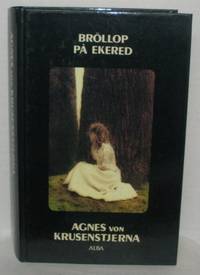 BRÖLLOP
PÅ EKERED
AGNES VON
KRUSENSTJERNA
ALBA